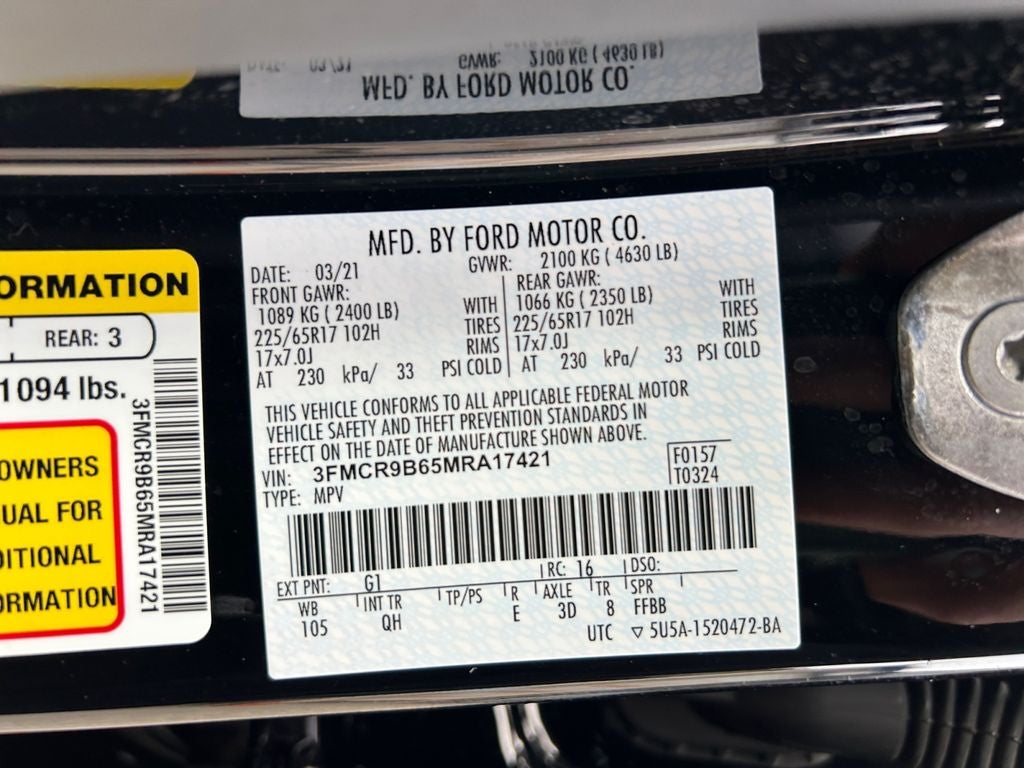 GVWR: 2100 KG ( 4630 LB)
MFD. BY FORD MOTOR CO.
ORMATION
REAR: 3
1094 lbs.
OWNERS
UAL FOR
DITIONAL
ORMATION
3FMCR9B65MRA17421
MFD. BY FORD MOTOR CO.
DATE: 03/21 GVWR: 2100 KG ( 4630 LB)
FRONT GAWR: REAR GAWR:
1089 KG ( 2400 LB) WITH 1066 KG ( 2350 LB) WITH
225/65R17 102H TIRES 225/65R17 102H TIRES
17x7.0J RIMS 17x7.0J RIMS
AT 230 kPa/ 33 PSI COLD AT 230 kPa/ 33 PSI COLD
THIS VEHICLE CONFORMS TO ALL APPLICABLE FEDERAL MOTOR
VEHICLE SAFETY AND THEFT PREVENTION STANDARDS IN
EFFECT ON THE DATE OF MANUFACTURE SHOWN ABOVE.
VIN: 3FMCR9B65MRA17421 F0157
TYPE: MPV T0324
EXT PNT: G1 RC: 16 DSO:
WB INT TR TP/PS R AXLE TR SPR
105 QH E 3D 8 FFBB
UTC ▽ 5U5A-1520472-BA